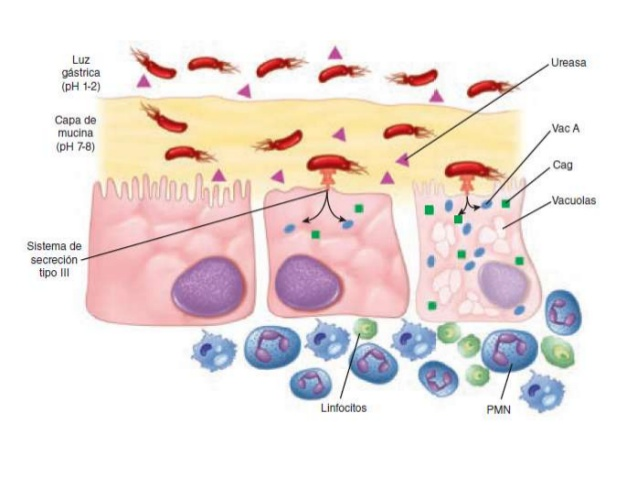 Luz
gástrica
(pH 1-2)
Ureasa
Capa de
mucina
(pH 7-8)
Vac A
Cag
Vacuolas
Sistema de
secreción
tipo III
Linfocitos
PMN